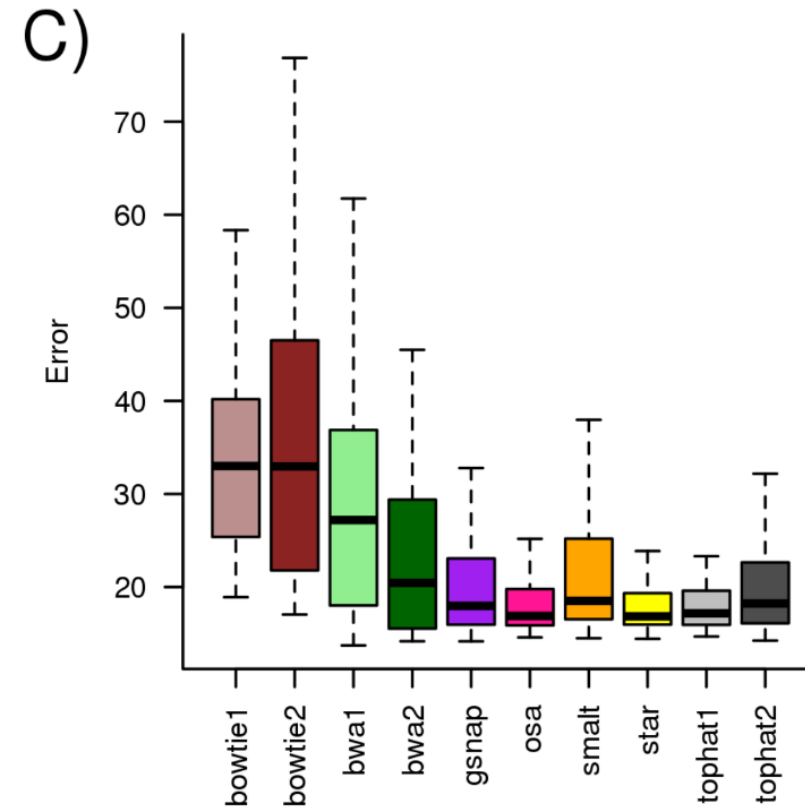 C)
Error
70
60
50
40
30
20
bowtie1
bowtie2
bwa1
bwa2
gsnap
osa
smalt
star
tophat1
tophat2